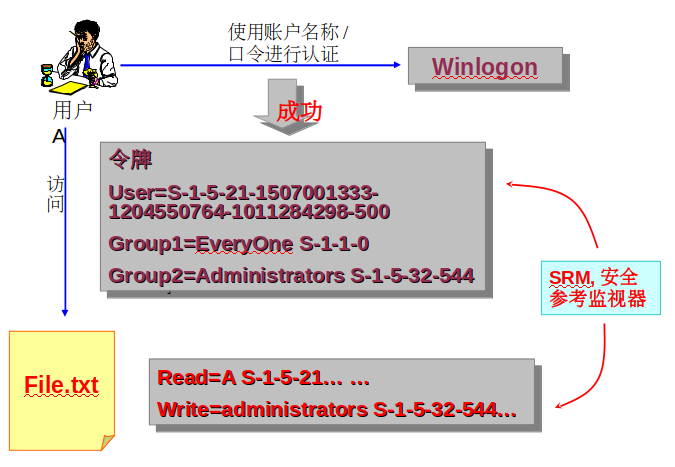 使用账户名称 /
口令进行认证
Winlogon
用户
A
成功
访
问
令牌
User=S-1-5-21-1507001333-
1204550764-1011284298-500
Group1=EveryOne S-1-1-0
Group2=Administrators S-1-5-32-544
SRM, 安全
参考监视器
File.txt
Read=A S-1-5-21… …
Write=administrators S-1-5-32-544…